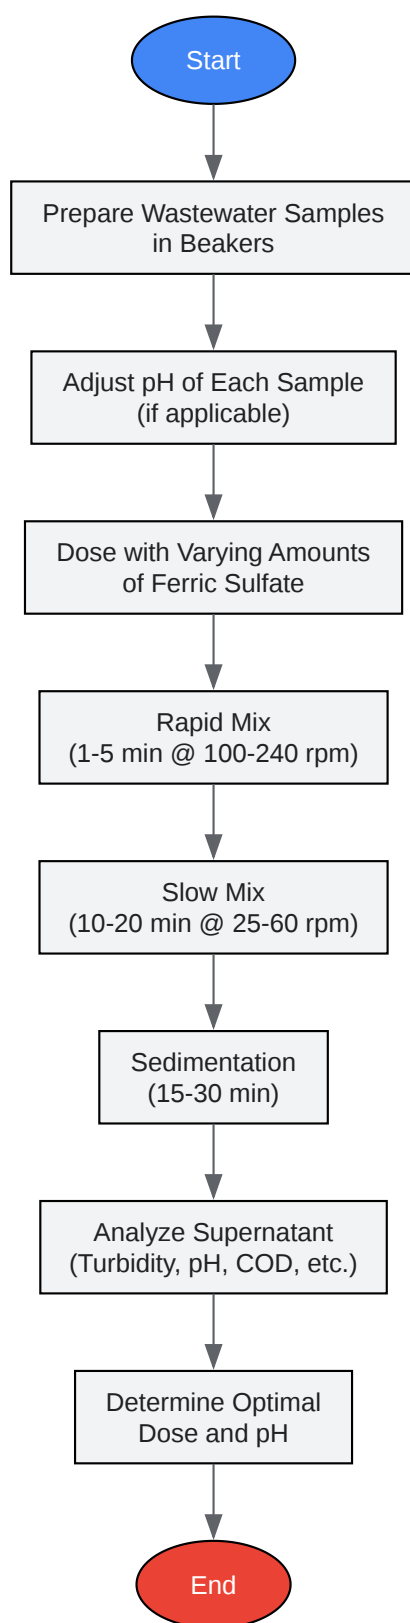 Start
Prepare Wastewater Samples
in Beakers
Adjust pH of Each Sample
(if applicable)
Dose with Varying Amounts
of Ferric Sulfate
Rapid Mix
(1-5 min @ 100-240 rpm)
Slow Mix
(10-20 min @ 25-60 rpm)
Sedimentation
(15-30 min)
Analyze Supernatant
(Turbidity, pH, COD, etc.)
Determine Optimal
Dose and pH
End